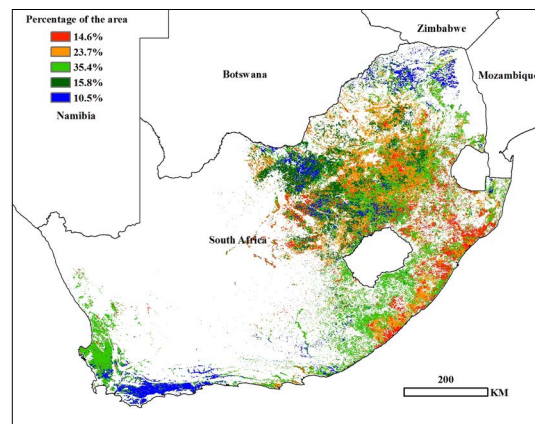 Percentage of the area
14.6%
23.7%
35.4%
15.8%
10.5%
Namibia
Botswana
Zimbabwe
Mozambique
South Africa
200
KM